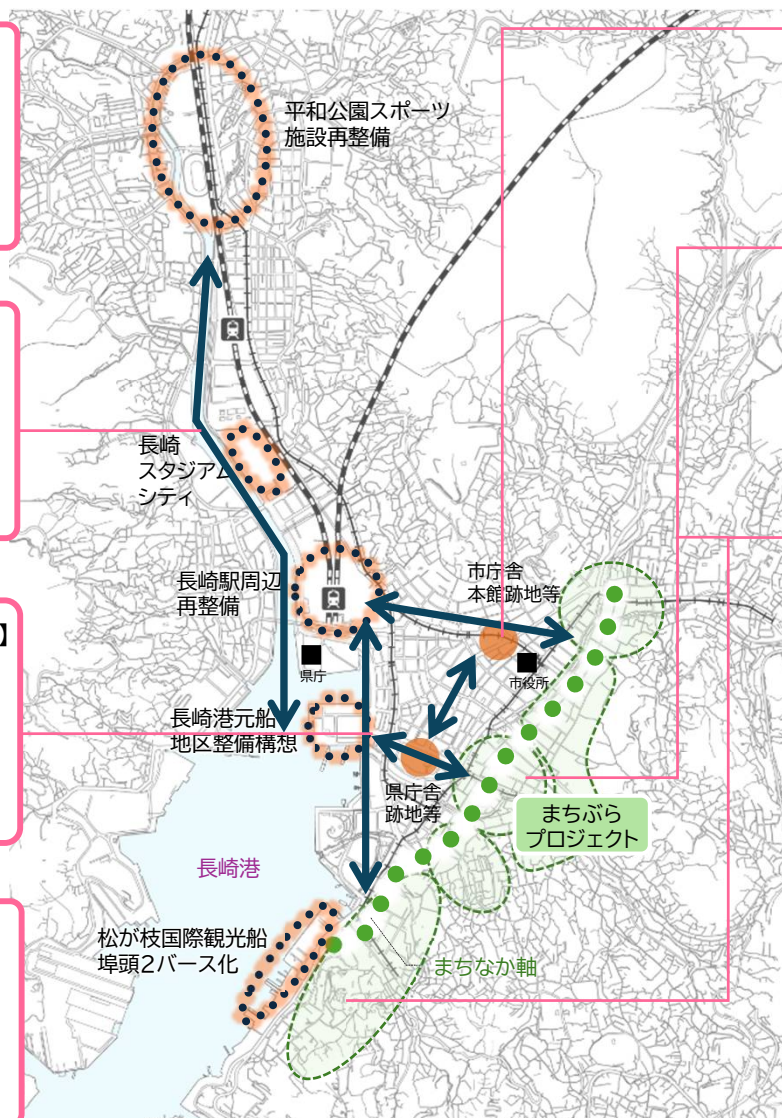 平和公園スポーツ
施設再整備
長崎
スタジアム
シティ
長崎駅周辺
再整備
市庁舎
本館跡地等
】
県庁
市役所
長崎港元船
地区整備構想
県庁舎
跡地等
まちぶら
プロジェクト
長崎港
松が枝国際観光船
埠頭2バース化
まちなか軸